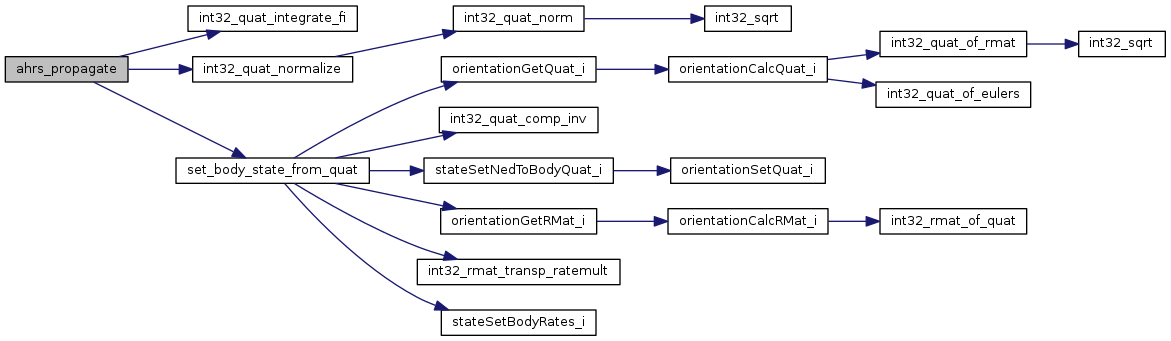 ahrs_propagate
int32_quat_integrate_fi
int32_quat_normalize
set_body_state_from_quat
int32_quat_norm
orientationGetQuat_i
int32_quat_comp_inv
stateSetNedToBodyQuat_i
orientationGetRMat_i
int32_rmat_transp_ratemult
stateSetBodyRates_i
int32_sqrt
orientationCalcQuat_i
orientationSetQuat_i
orientationCalcRMat_i
int32_quat_of_rmat
int32_quat_of_eulers
int32_rmat_of_quat
int32_sqrt